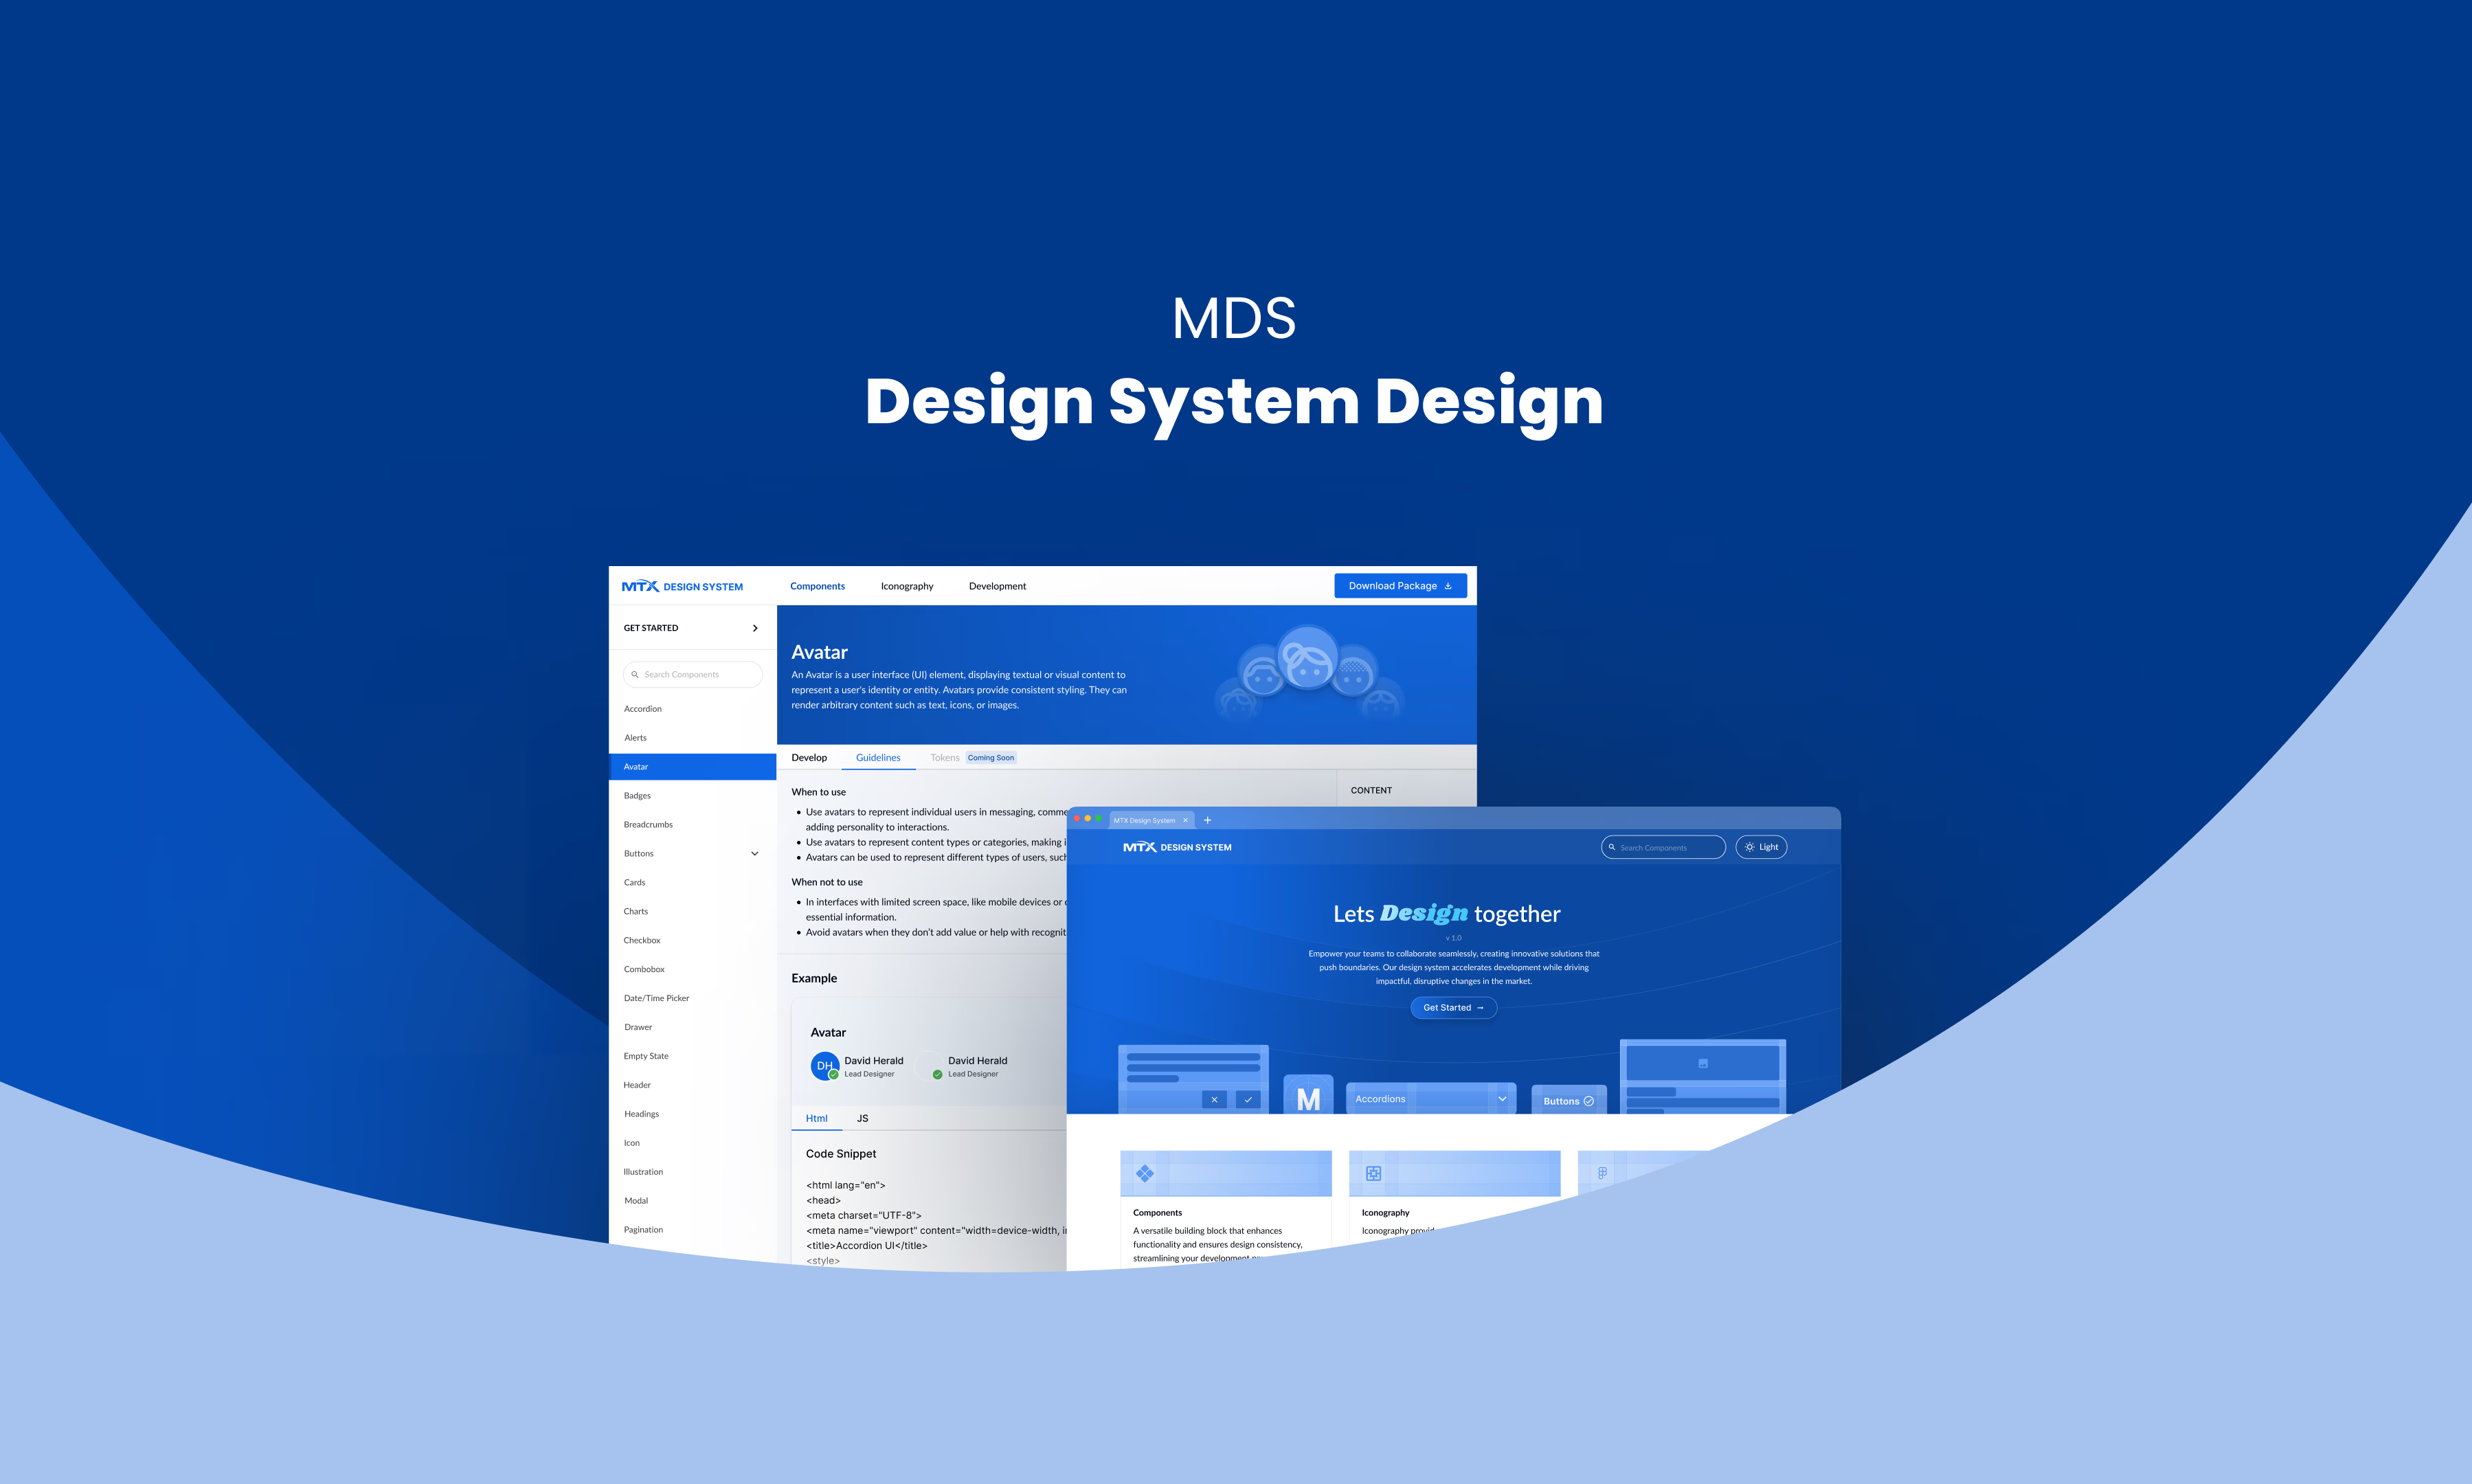 MDS
Design System Design
MTX DESIGN SYSTEM
Components
Iconography
Development
Download Package
GET STARTED
Search Components
Accordion
Alerts
Avatar
Badges
Breadcrumbs
Buttons
Cards
Charts
Checkbox
Combobox
Date/Time Picker
Drawer
Empty State
Header
Headings
Icon
Illustration
Modal
Pagination
Avatar
An Avatar is a user interface (UI) element, displaying textual or visual content to
represent a user's identity or entity. Avatars provide consistent styling. They can
render arbitrary content such as text, icons, or images.
Develop
Guidelines
Tokens
Coming Soon
CONTENT
When to use
Use avatars to represent individual users in messaging,
adding personality to interactions.
Use avatars to represent content types or categories, making
Avatars can be used to represent different types of users,
When not to use
In interfaces with limited screen space, like mobile devices or
essential information.
Avoid avatars when they don't add value or help with
Example
Avatar
DH
David Herald
Lead Designer
David Herald
Lead Designer
Html
JS
Code Snippet
<html lang="en">
<head>
<meta charset="UTF-8">
<meta name="viewport" content="width=device-width,
<title>Accordion UI</title>
<style>
MTX Design System
MTX DESIGN SYSTEM
Search Components
Light
Lets Design together
v 1.0
Empower your teams to collaborate seamlessly, creating innovative solutions that
push boundaries. Our design system accelerates development while driving
impactful, disruptive changes in the market.
Get Started →
M
Accordions
Buttons
Components
A versatile building block that enhances
functionality and ensures design consistency,
streamlining your development
Iconography
Iconography